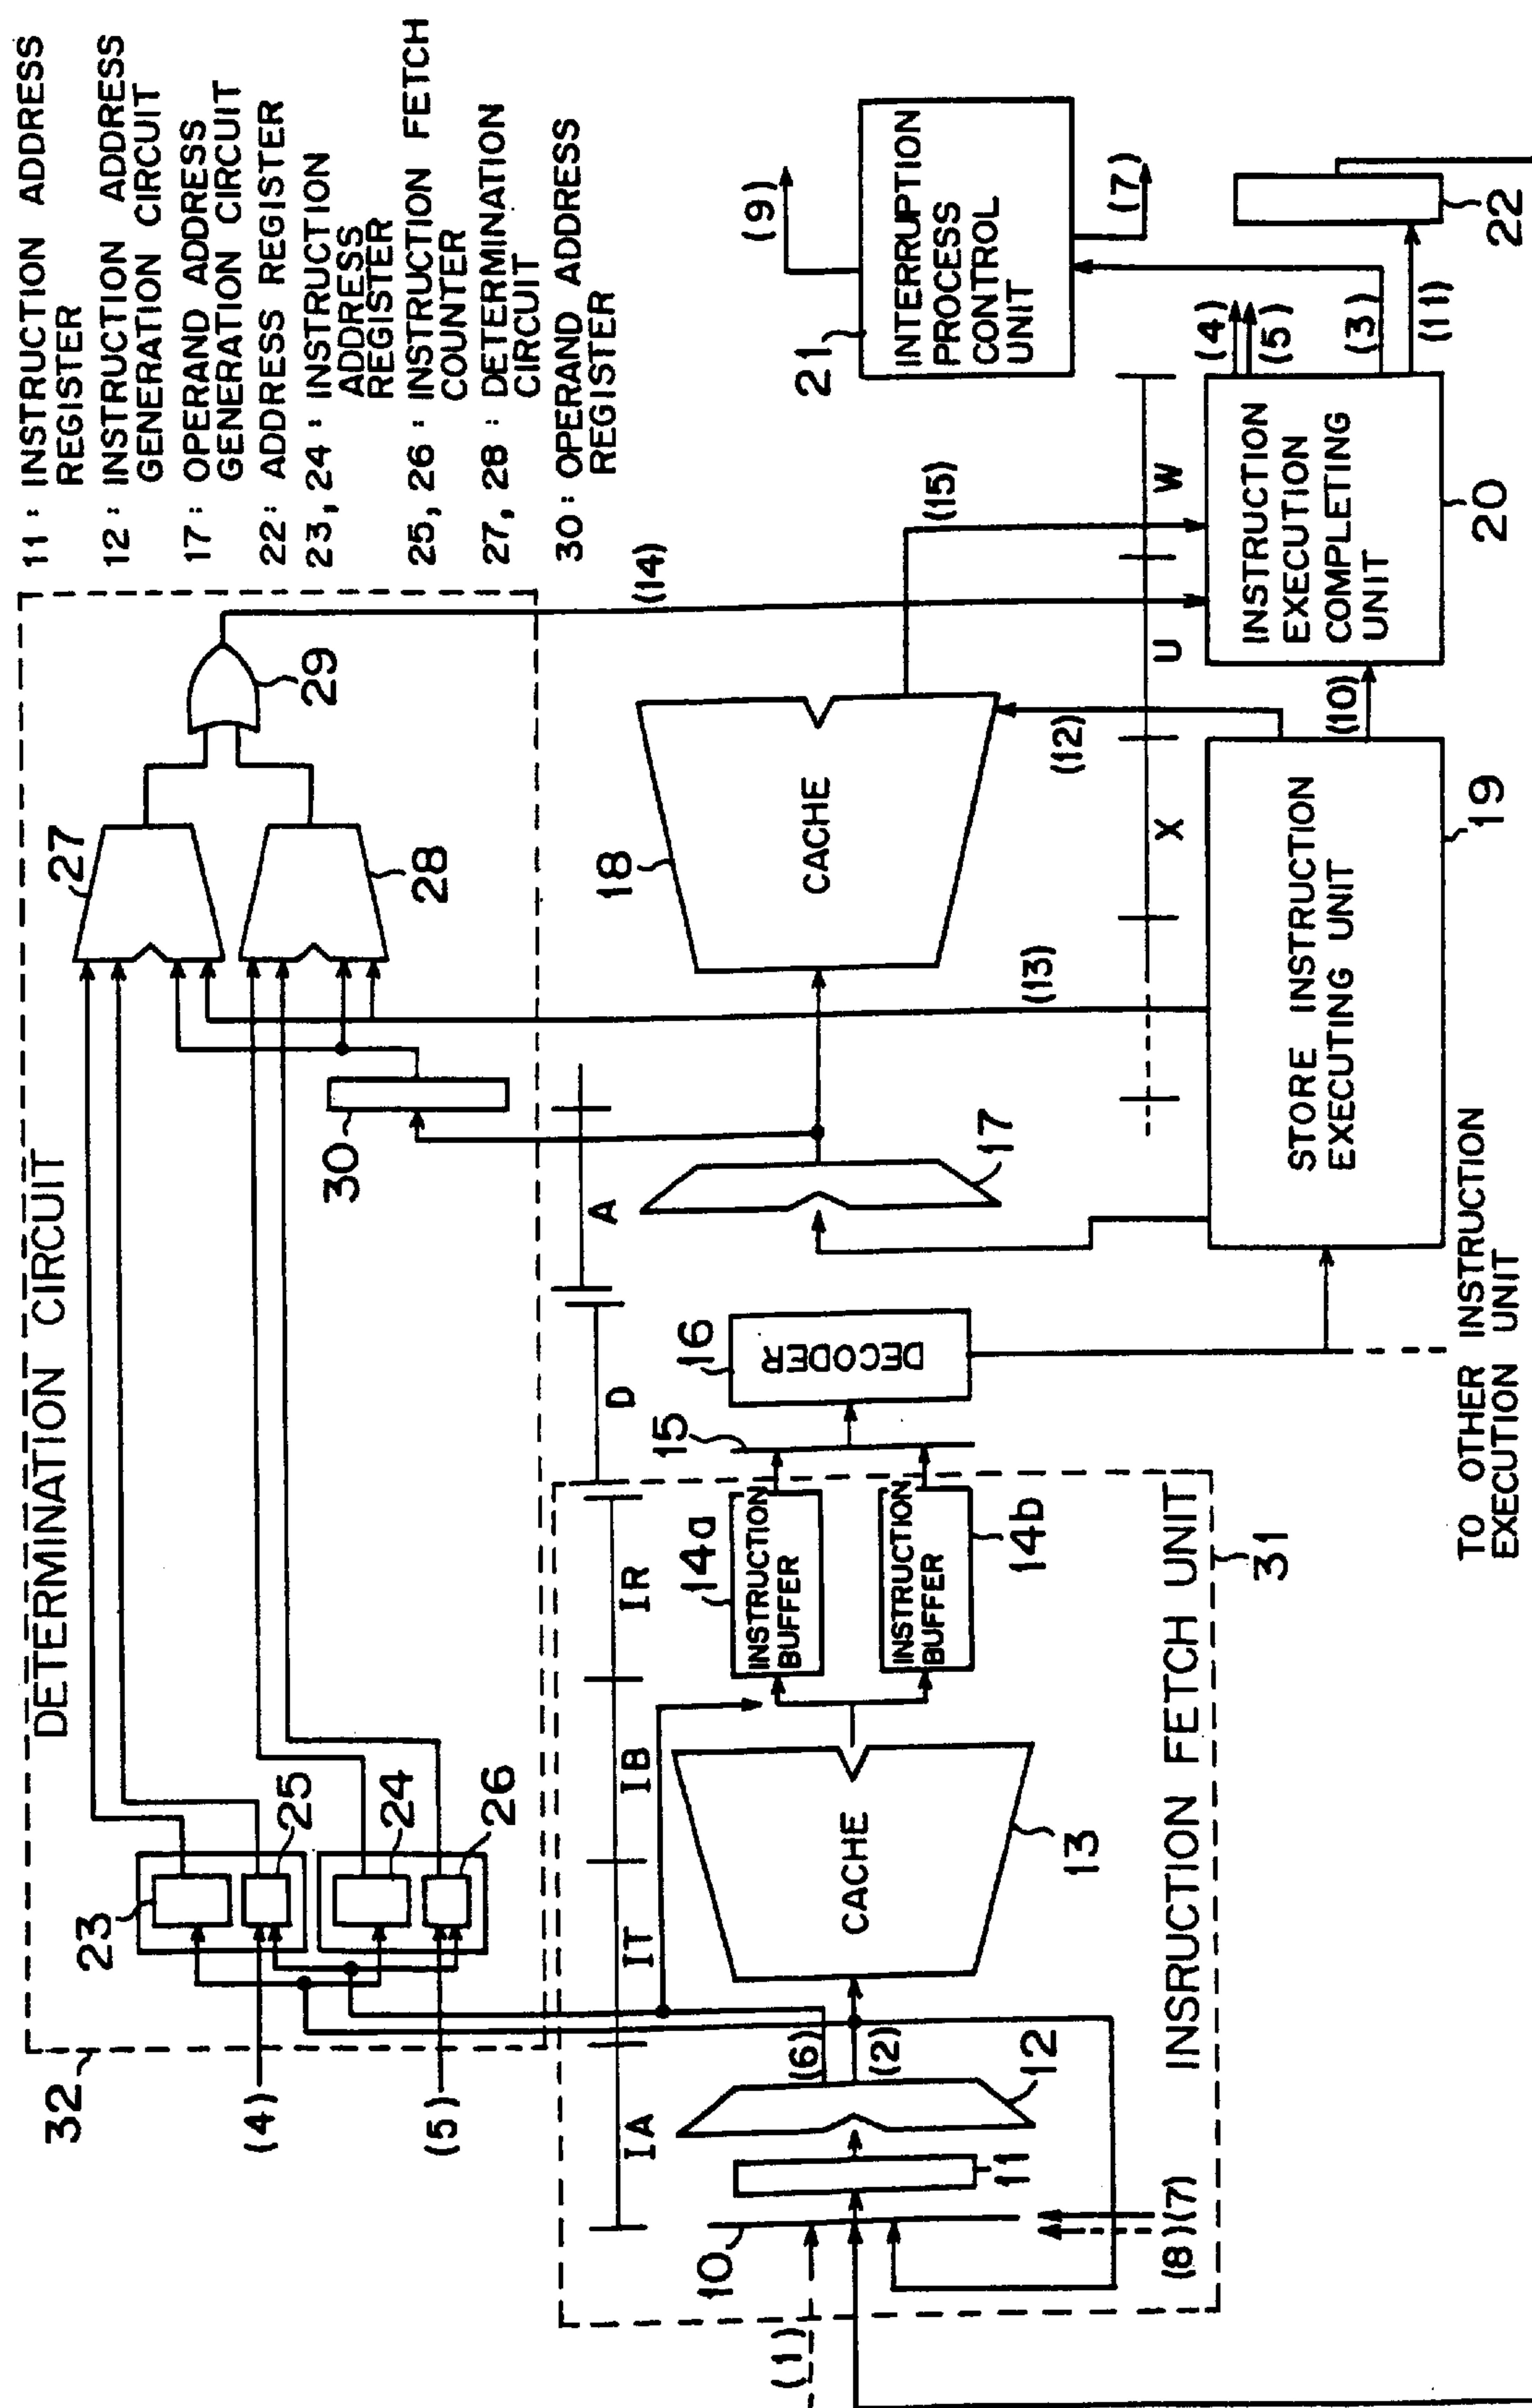 11 : INSTRUCTION ADDRESS
REGISTER
12 : INSTRUCTION ADDRESS
GENERATION CIRCUIT
17 : OPERAND ADDRESS
GENERATION CIRCUIT
22 : ADDRESS REGISTER
23, 24 : INSTRUCTION
ADDRESS
REGISTER
25, 26 : INSTRUCTION FETCH
COUNTER
27, 28 : DETERMINATION
CIRCUIT
30 : OPERAND ADDRESS
REGISTER
DETERMINATION CIRCUIT
32
(4)
(5)
23
25
24
26
27
28
29
30
(14)
IA
IT
IB
IR
D
A
X
U
W
(1)
10
11
12
(6)
(2)
(8)
(7)
CACHE
13
14a
INSTRUCTION
BUFFER
INSTRUCTION
BUFFER
14b
INSRUCTION FETCH UNIT
31
15
16
DECODER
17
18
CACHE
(13)
(12)
(15)
STORE INSTRUCTION
EXECUTING UNIT
19
TO OTHER INSTRUCTION
EXECUTION UNIT
(10)
INSTRUCTION
EXECUTION
COMPLETING
UNIT
20
(4)
(5)
(3)
(11)
21
INTERRUPTION
PROCESS
CONTROL
UNIT
(9)
(7)
22